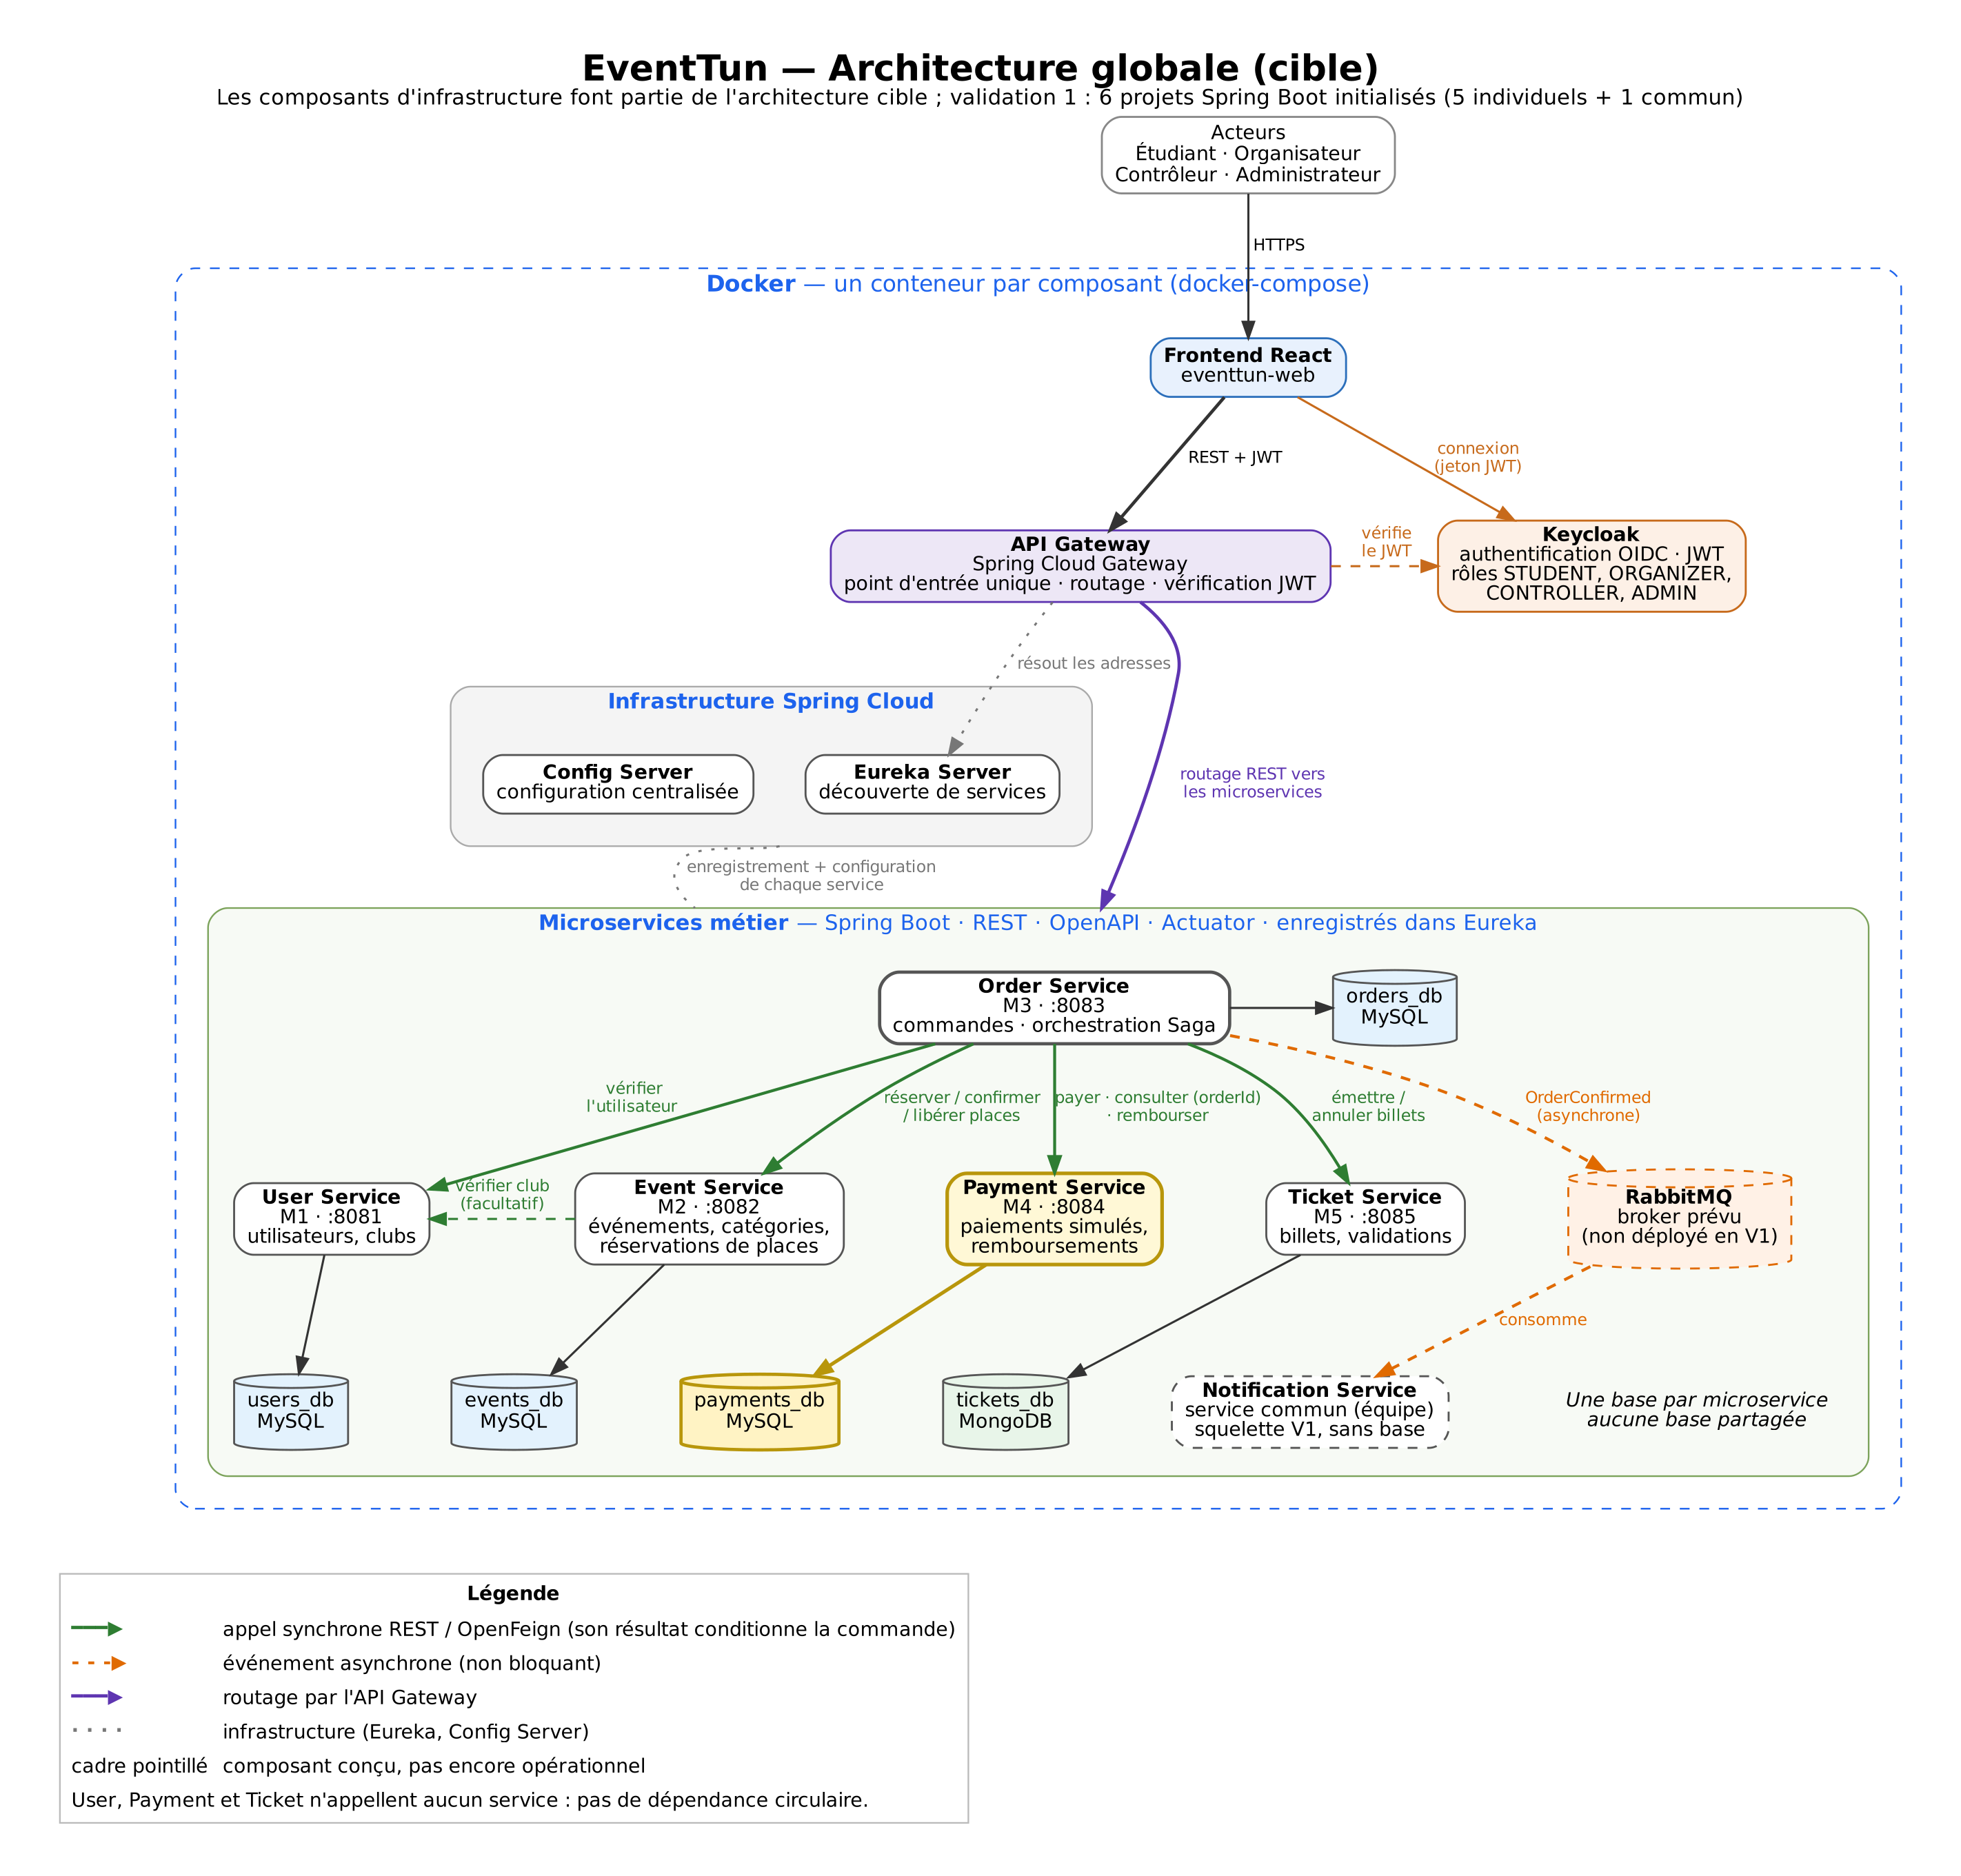 EventTun — Architecture globale (cible)
Les composants d'infrastructure font partie de l'architecture cible ; validation 1 : 6 projets Spring Boot initialisés (5 individuels + 1 commun)
Acteurs
Étudiant · Organisateur
Contrôleur · Administrateur
HTTPS
Docker — un conteneur par composant (docker-compose)
Frontend React
eventtun-web
REST + JWT
connexion
(jeton JWT)
API Gateway
Spring Cloud Gateway
point d'entrée unique · routage · vérification JWT
vérifie
le JWT
Keycloak
authentification OIDC · JWT
rôles STUDENT, ORGANIZER,
CONTROLLER, ADMIN
résout les adresses
Infrastructure Spring Cloud
Config Server
configuration centralisée
Eureka Server
découverte de services
routage REST vers
les microservices
enregistrement + configuration
de chaque service
Microservices métier — Spring Boot · REST · OpenAPI · Actuator · enregistrés dans Eureka
Order Service
M3 · :8083
commandes · orchestration Saga
orders_db
MySQL
vérifier
l'utilisateur
réserver / confirmer
/ libérer places
payer · consulter (orderId)
· rembourser
émettre /
annuler billets
OrderConfirmed
(asynchrone)
User Service
M1 · :8081
utilisateurs, clubs
vérifier club
(facultatif)
Event Service
M2 · :8082
événements, catégories,
réservations de places
Payment Service
M4 · :8084
paiements simulés,
remboursements
Ticket Service
M5 · :8085
billets, validations
RabbitMQ
broker prévu
(non déployé en V1)
consomme
users_db
MySQL
events_db
MySQL
payments_db
MySQL
tickets_db
MongoDB
Notification Service
service commun (équipe)
squelette V1, sans base
Une base par microservice
aucune base partagée
Légende
appel synchrone REST / OpenFeign (son résultat conditionne la commande)
événement asynchrone (non bloquant)
routage par l'API Gateway
infrastructure (Eureka, Config Server)
cadre pointillé composant conçu, pas encore opérationnel
User, Payment et Ticket n'appellent aucun service : pas de dépendance circulaire.